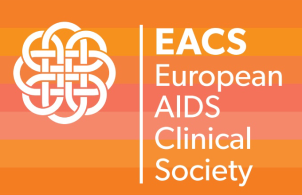 EACS
European
AIDS
Clinical
Society